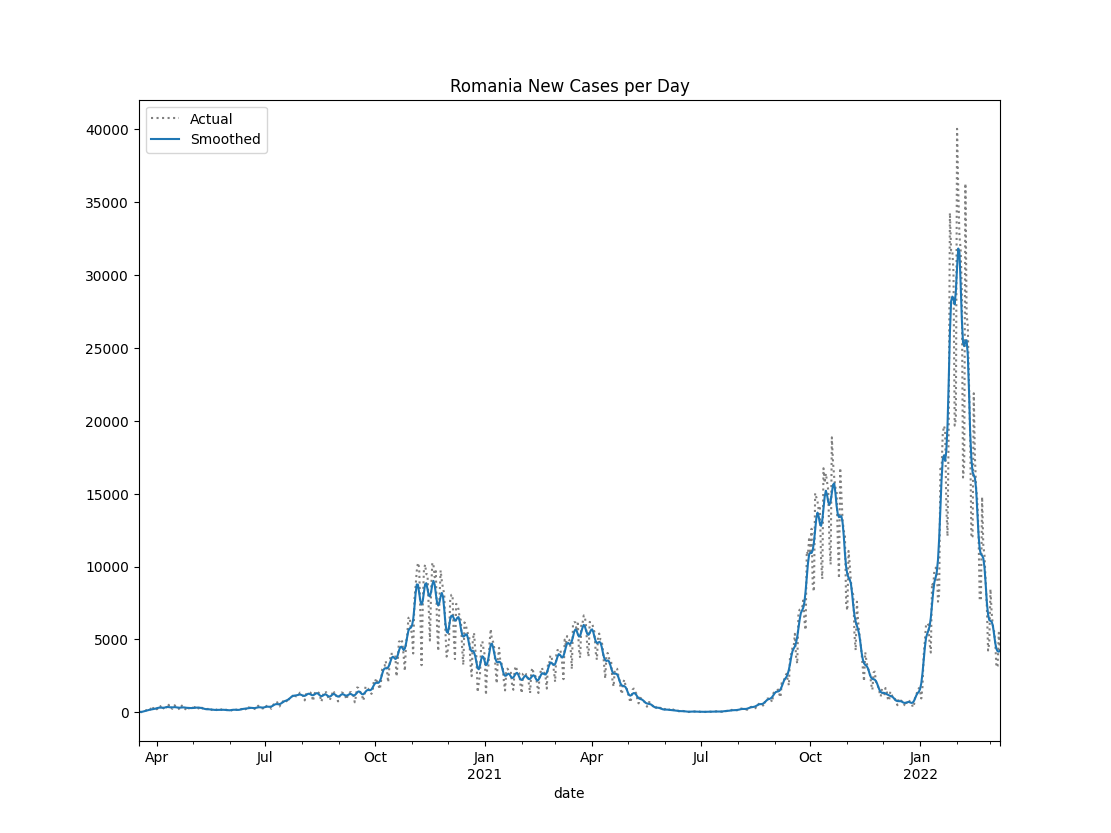 Romania New Cases per Day
Actual
Smoothed
40000
35000
30000
25000
20000
15000
10000
5000
0
Apr Jul Oct Jan Apr Jul Oct Jan
2021 2022
date